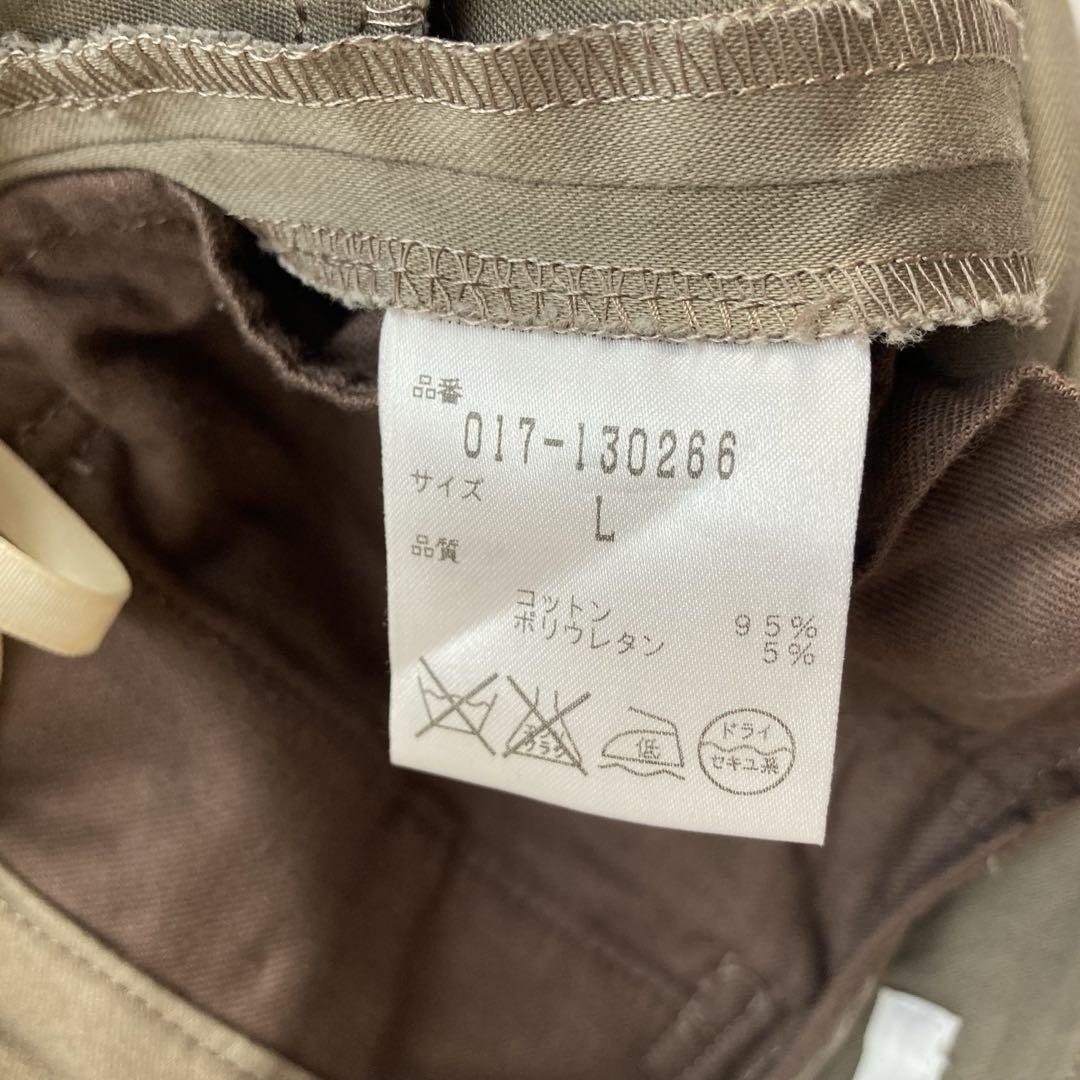 品番
017-130266
サイズ
L
品質
コットン 95%
ポリウレタン 5%
低
ドライ
セキユ系